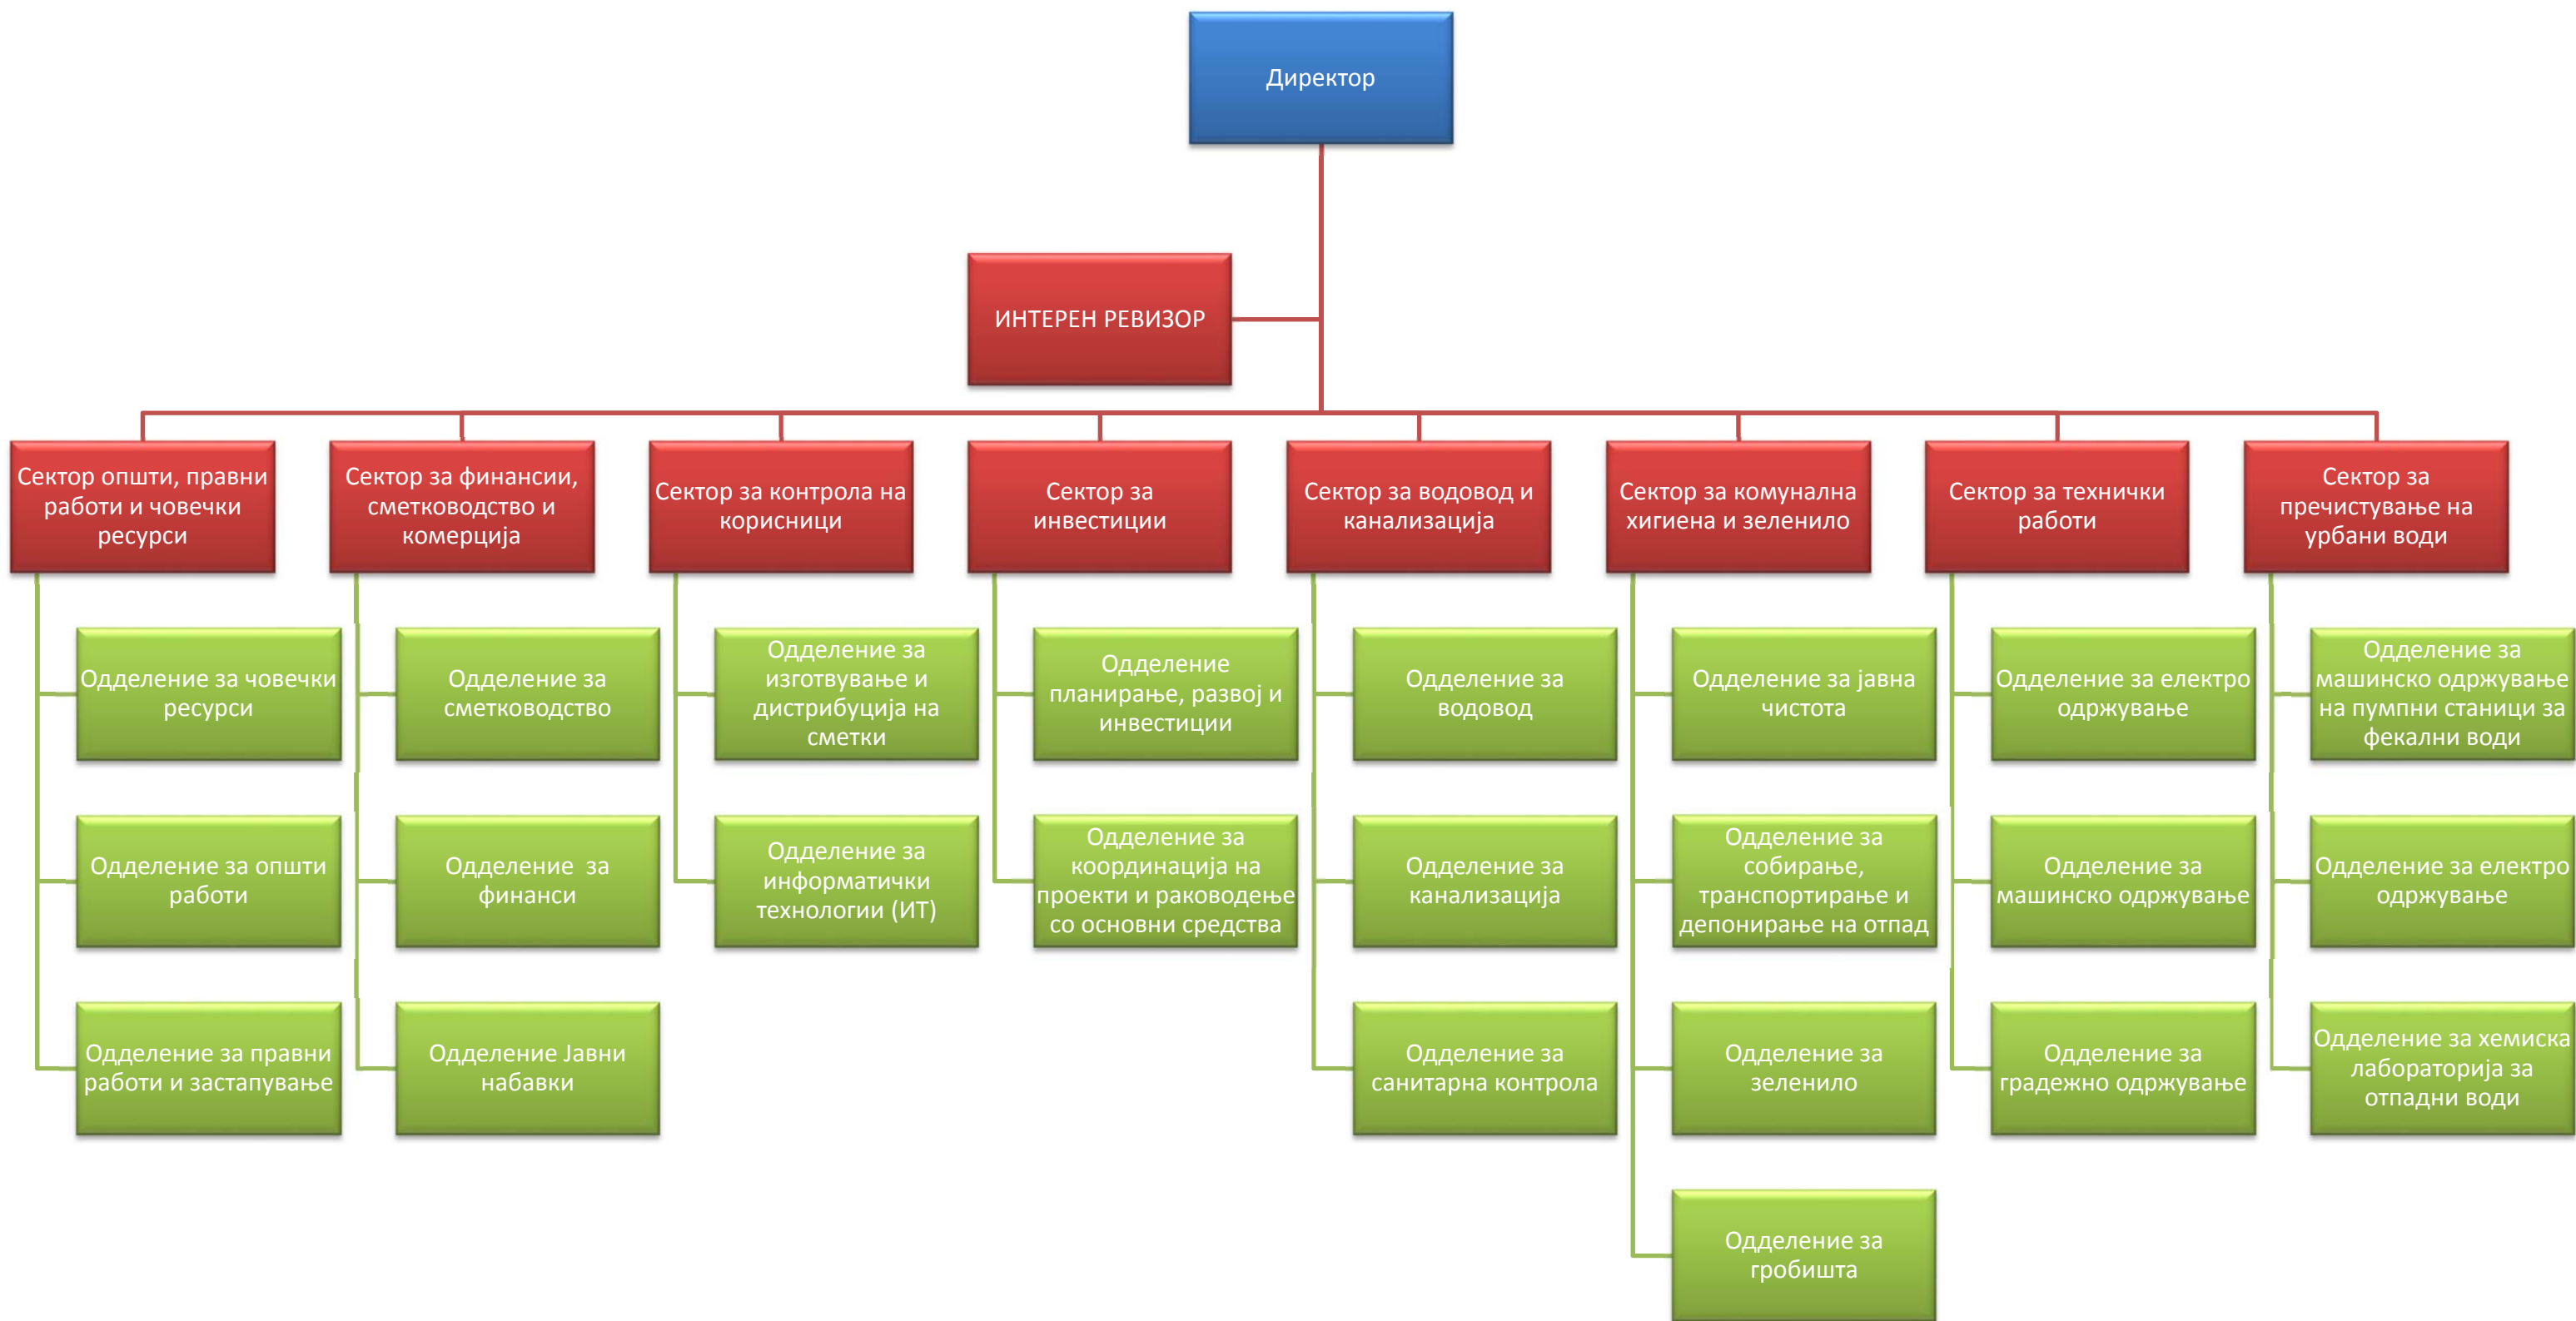 Директор
ИНТЕРЕН РЕВИЗОР
Сектор општи, правни
работи и човечки
ресурси
Сектор за финансии,
сметководство и
комерција
Сектор за контрола на
корисници
Сектор за
инвестиции
Сектор за водовод и
канализација
Сектор за комунална
хигиена и зеленило
Сектор за технички
работи
Сектор за
пречистување на
урбани води
Одделение за човечки
ресурси
Одделение за
сметководство
Одделение за
изготвување и
дистрибуција на
сметки
Одделение
планирање, развој и
инвестиции
Одделение за
водовод
Одделение за јавна
чистота
Одделение за електро
одржување
Одделение за
машинско одржување
на пумпни станици за
фекални води
Одделение за општи
работи
Одделение  за
финанси
Одделение за
информатички
технологии (ИТ)
Одделение за
координација на
проекти и раководење
со основни средства
Одделение за
канализација
Одделение за
собирање,
транспортирање и
депонирање на отпад
Одделение за
машинско одржување
Одделение за електро
одржување
Одделение за правни
работи и застапување
Одделение Јавни
набавки
Одделение за
санитарна контрола
Одделение за
зеленило
Одделение за
градежно одржување
Одделение за хемиска
лабораторија за
отпадни води
Одделение за
гробишта